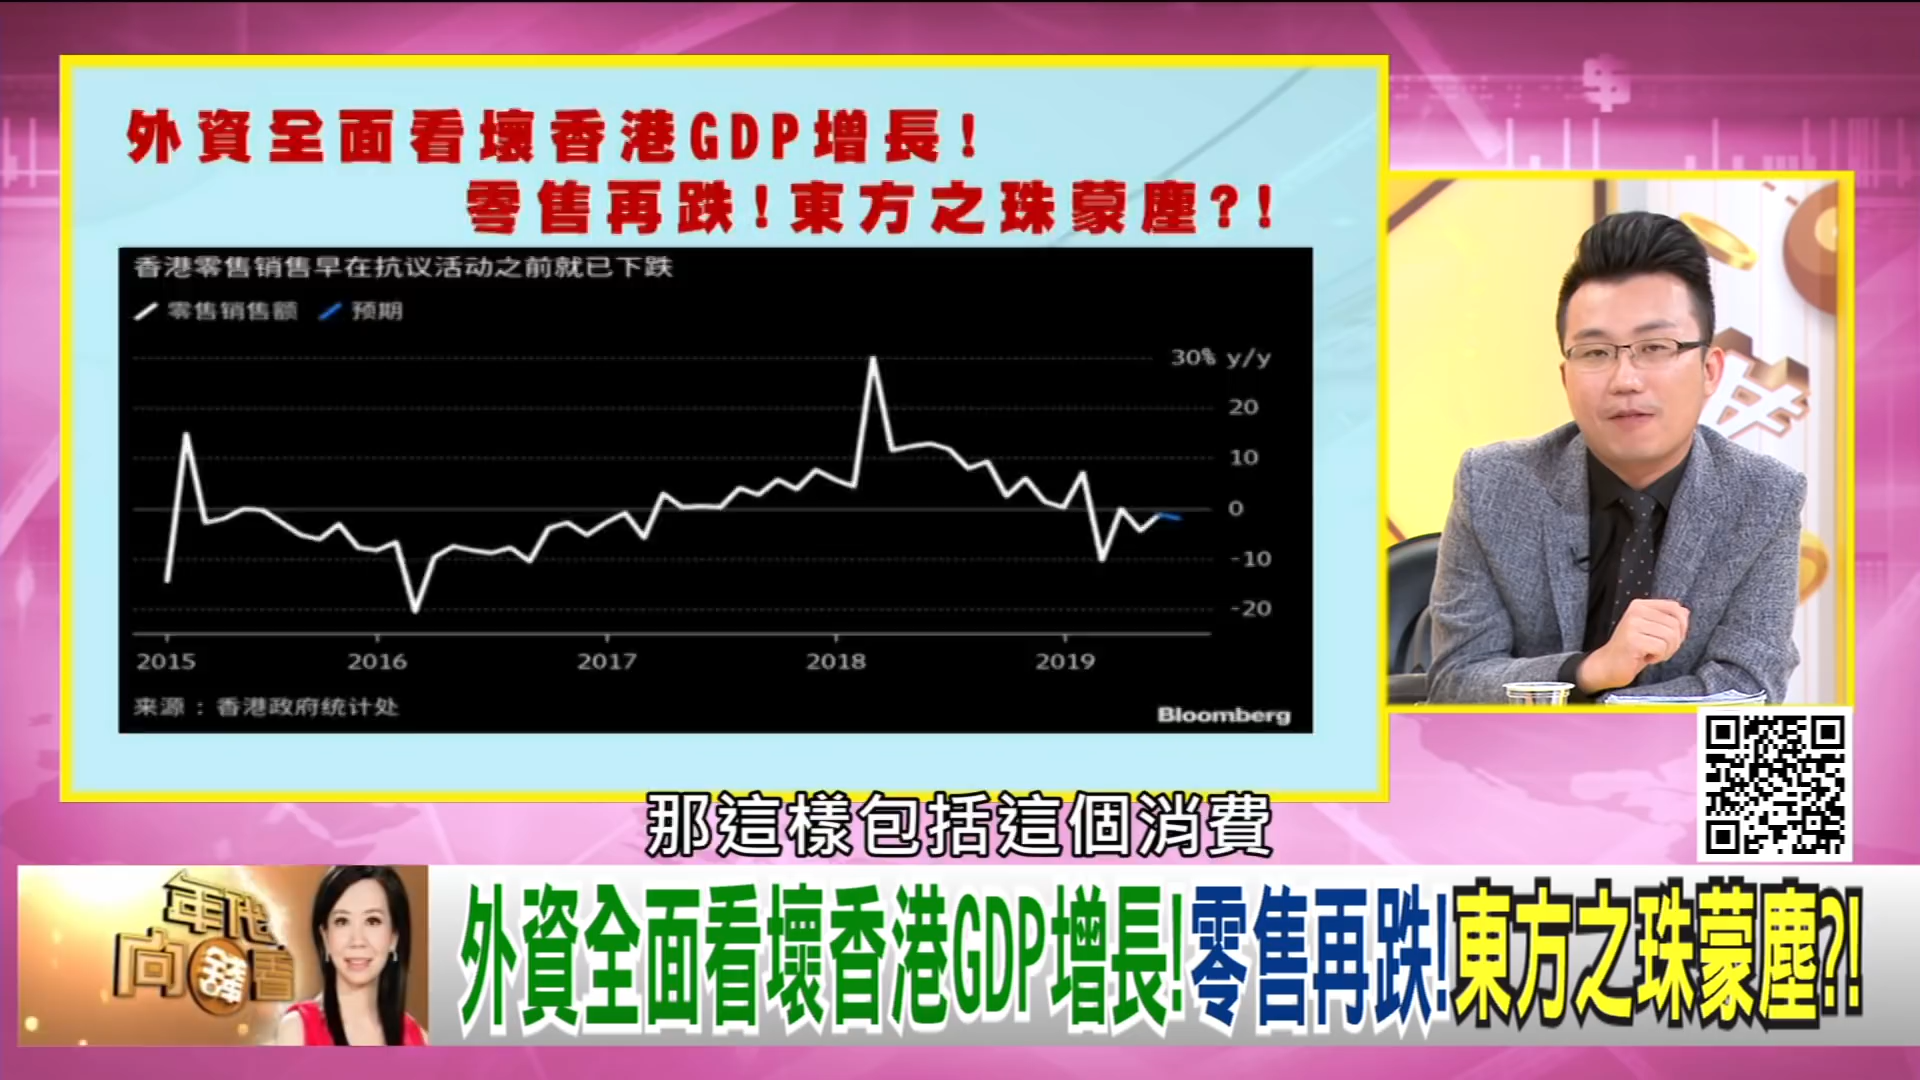 外資全面看壞香港GDP增長！
零售再跌！東方之珠蒙塵？！
香港零售销售早在抗议活动之前就已下跌
零售销售额 预期
30% y/y
20
10
0
-10
-20
2015 2016 2017 2018 2019
来源：香港政府统计处
Bloomberg
那這樣包括這個消費
年代向錢看
外資全面看壞香港GDP增長！零售再跌！東方之珠蒙塵？！